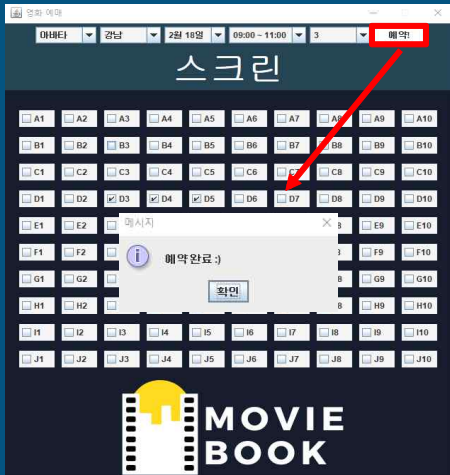 영화 예매
아바타 강남 2월 18일 09:00 ~ 11:00 3 예약!
스크린
A1 A2 A3 A4 A5 A6 A7 A8 A9 A10
B1 B2 B3 B4 B5 B6 B7 B8 B9 B10
C1 C2 C3 C4 C5 C6 C8 C9 C10
D1 D2 D3 D4 D5 D6 D7 D8 D9 D10
E1 E2 E9 E10
F1 F2 F9 F10
G1 G2 G9 G10
H1 H2 H9 H10
메시지
예약완료 :)
확인
I1 I2 I3 I4 I5 I6 I7 I8 I9 I10
J1 J2 J3 J4 J5 J6 J7 J8 J9 J10
MOVIE
BOOK